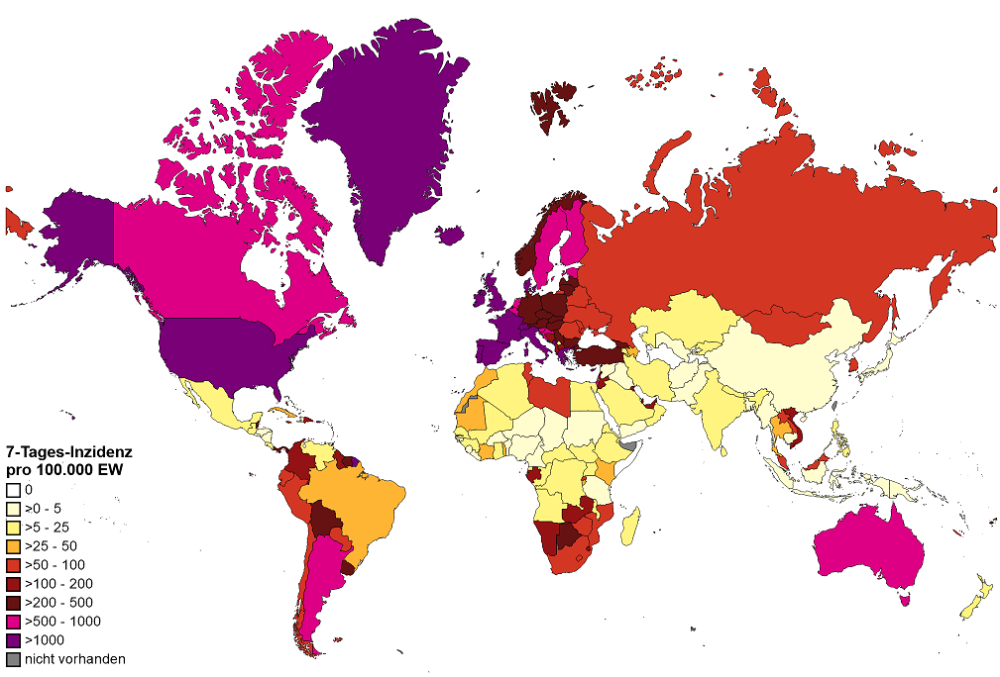 7-Tages-Inzidenz
pro 100.000 EW
0
>0 - 5
>5 - 25
>25 - 50
>50 - 100
>100 - 200
>200 - 500
>500 - 1000
>1000
nicht vorhanden